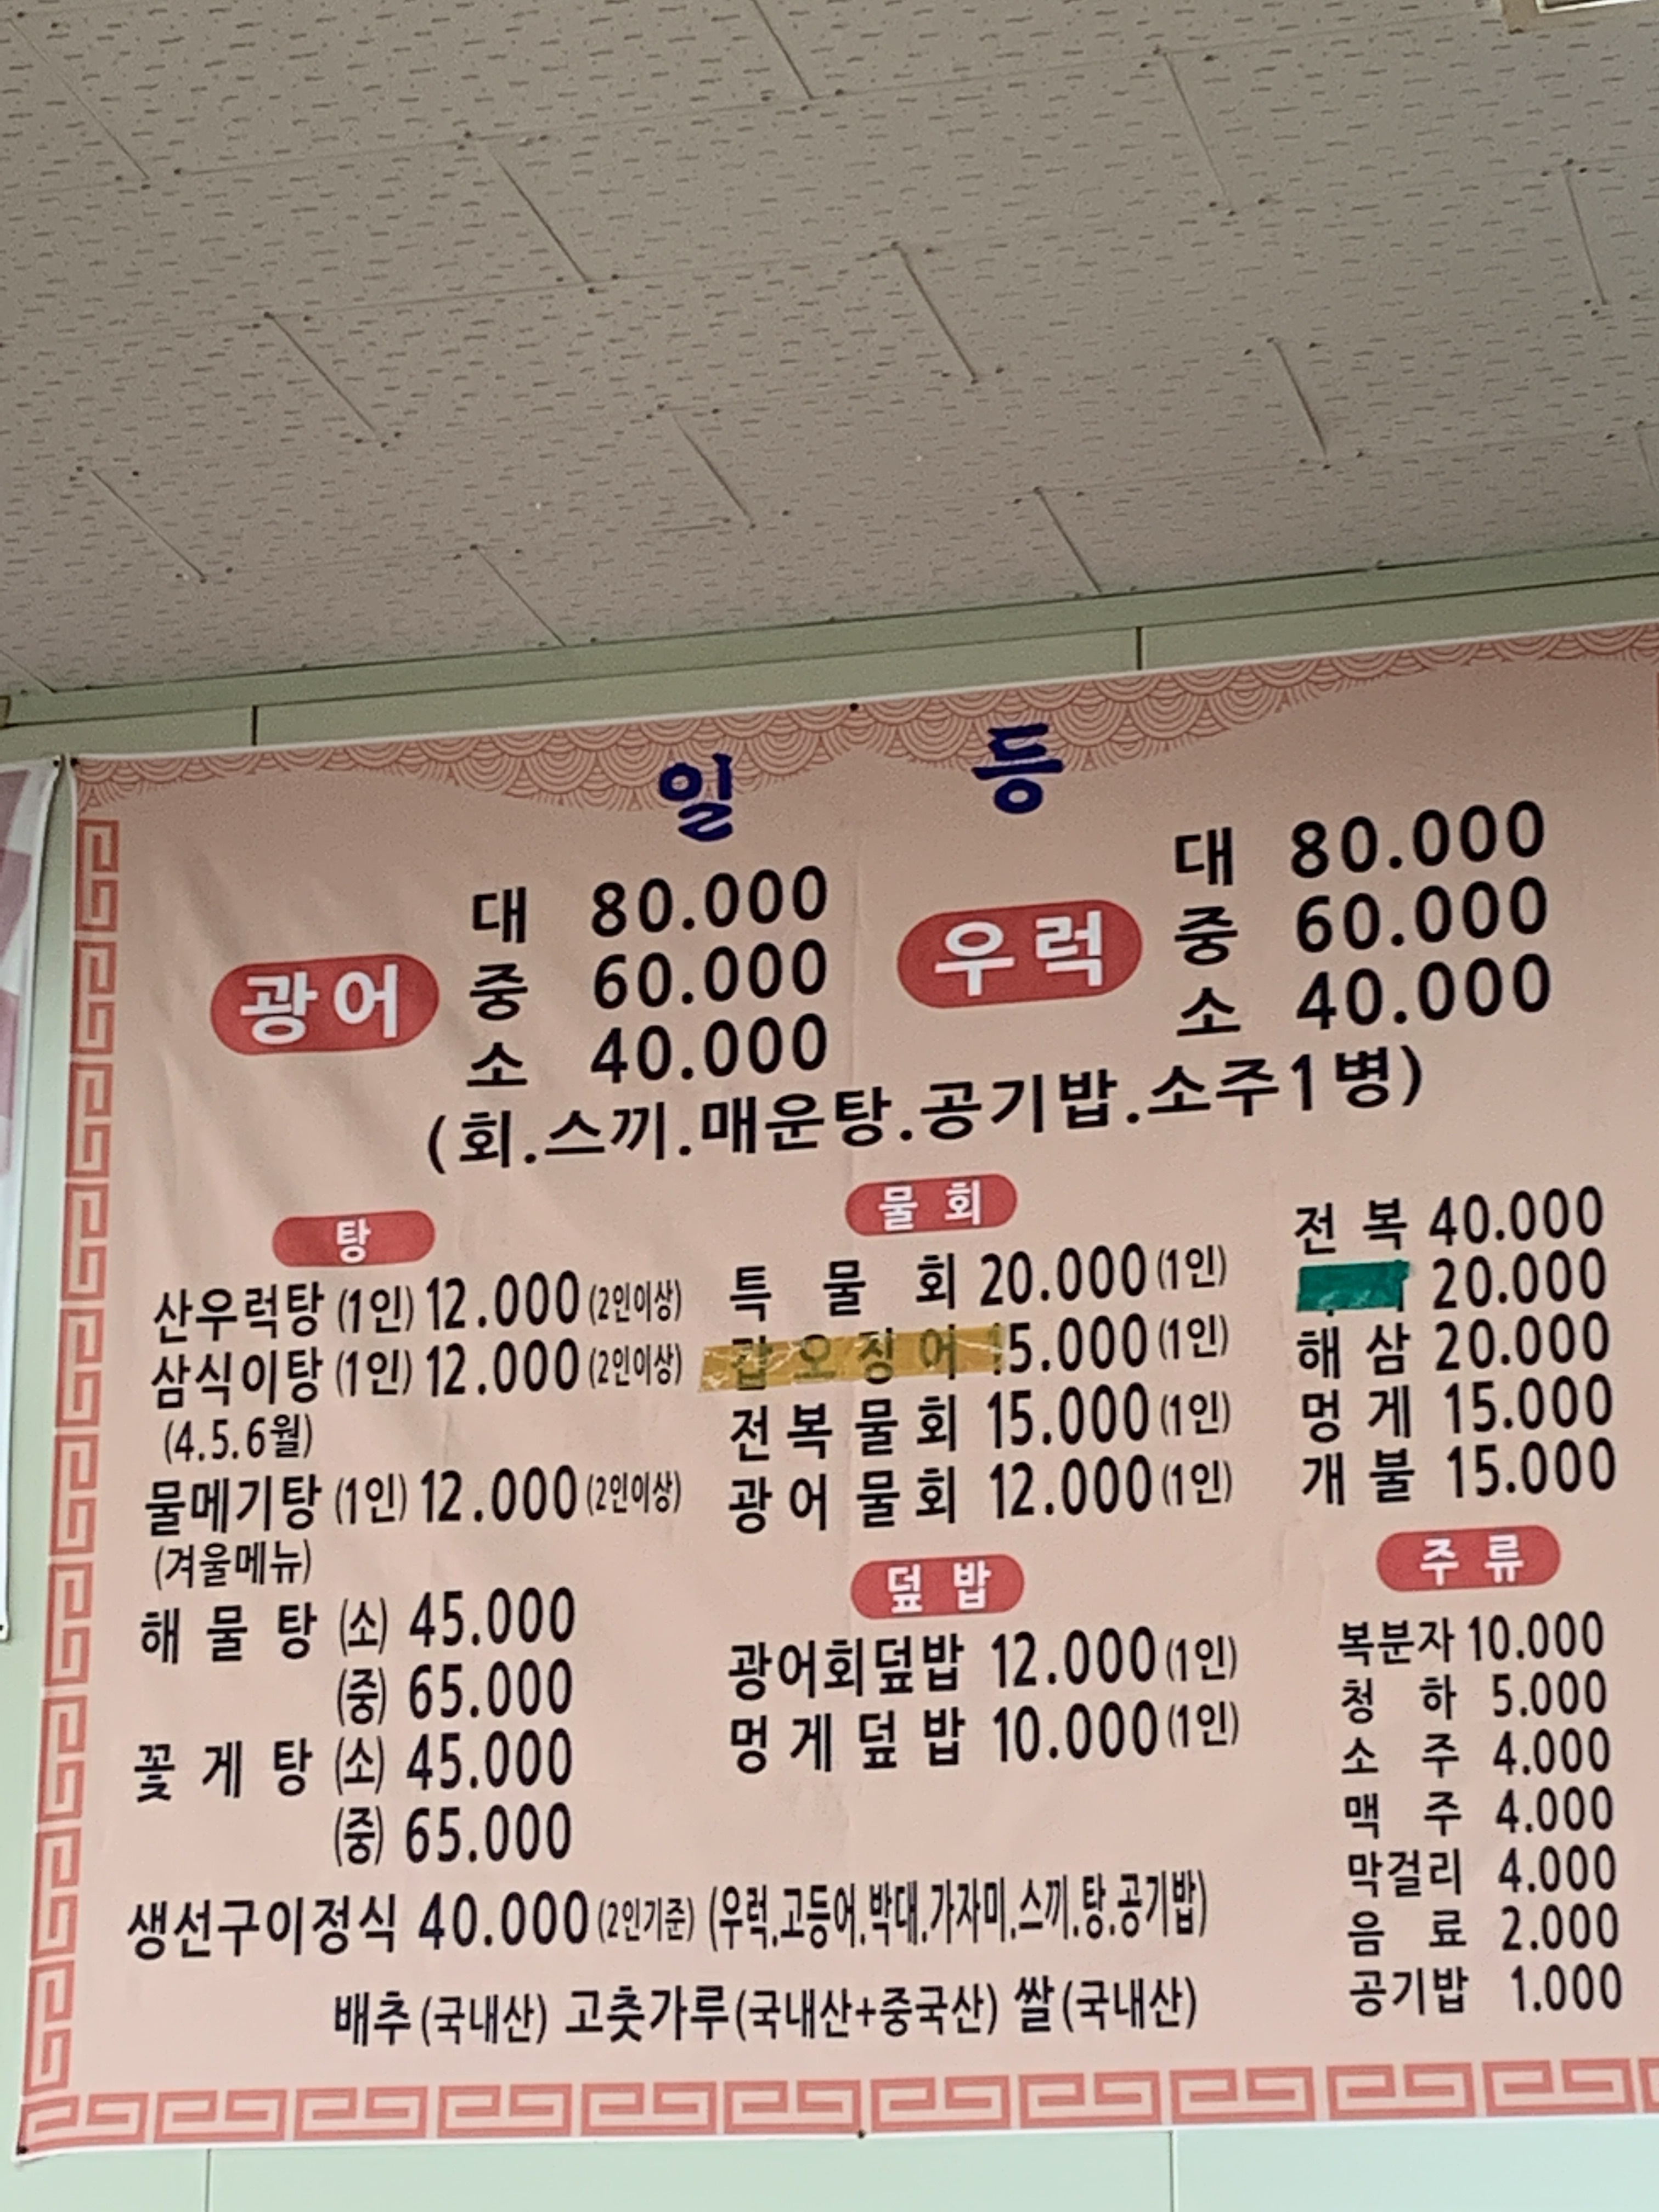 일 등
광어
대 80.000
중 60.000
소 40.000
우럭
대 80.000
중 60.000
소 40.000
(회.스끼.매운탕.공기밥.소주1병)
탕
산우럭탕 (1인) 12.000 (2인이상)
삼식이탕 (1인) 12.000 (2인이상)
(4.5.6월)
물메기탕 (1인) 12.000 (2인이상)
(겨울메뉴)
해 물 탕 (소) 45.000
(중) 65.000
꽃 게 탕 (소) 45.000
(중) 65.000
물 회
특 물 회 20.000 (1인)
갑 오 징 어 15.000 (1인)
전 복 물 회 15.000 (1인)
광 어 물 회 12.000 (1인)
덮 밥
광어회덮밥 12.000 (1인)
멍 게 덮 밥 10.000 (1인)
전 복 40.000
20.000
해 삼 20.000
멍 게 15.000
개 불 15.000
주 류
복분자 10.000
청 하 5.000
소 주 4.000
맥 주 4.000
막걸리 4.000
음 료 2.000
공기밥 1.000
생선구이정식 40.000 (2인기준) (우럭.고등어.박대.가자미.스끼.탕.공기밥)
배추 (국내산) 고춧가루 (국내산+중국산) 쌀 (국내산)